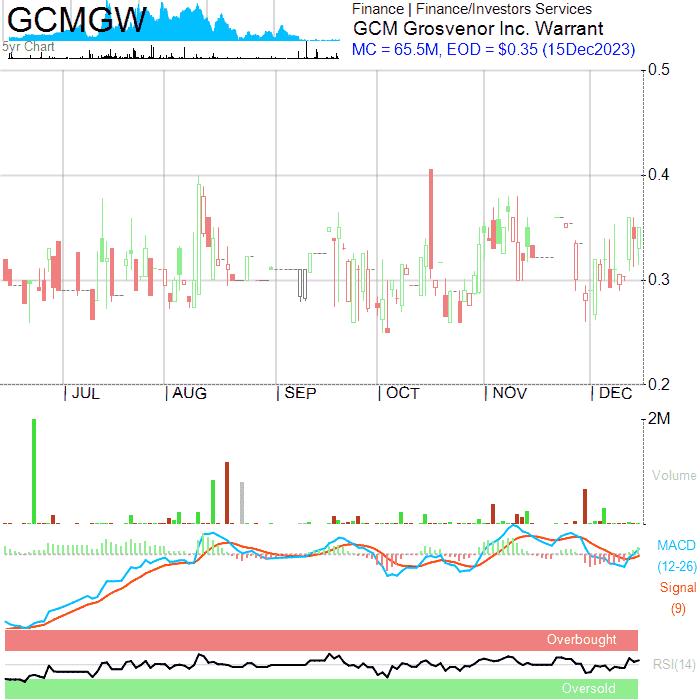 GCMGW
5yr Chart
Finance | Finance/Investors Services
GCM Grosvenor Inc. Warrant
MC = 65.5M, EOD = $0.35 (15Dec2023)
0.5
0.4
0.3
0.2
JUL AUG SEP OCT NOV DEC
2M
Volume
MACD
(12-26)
Signal
(9)
Overbought
RSI(14)
Oversold